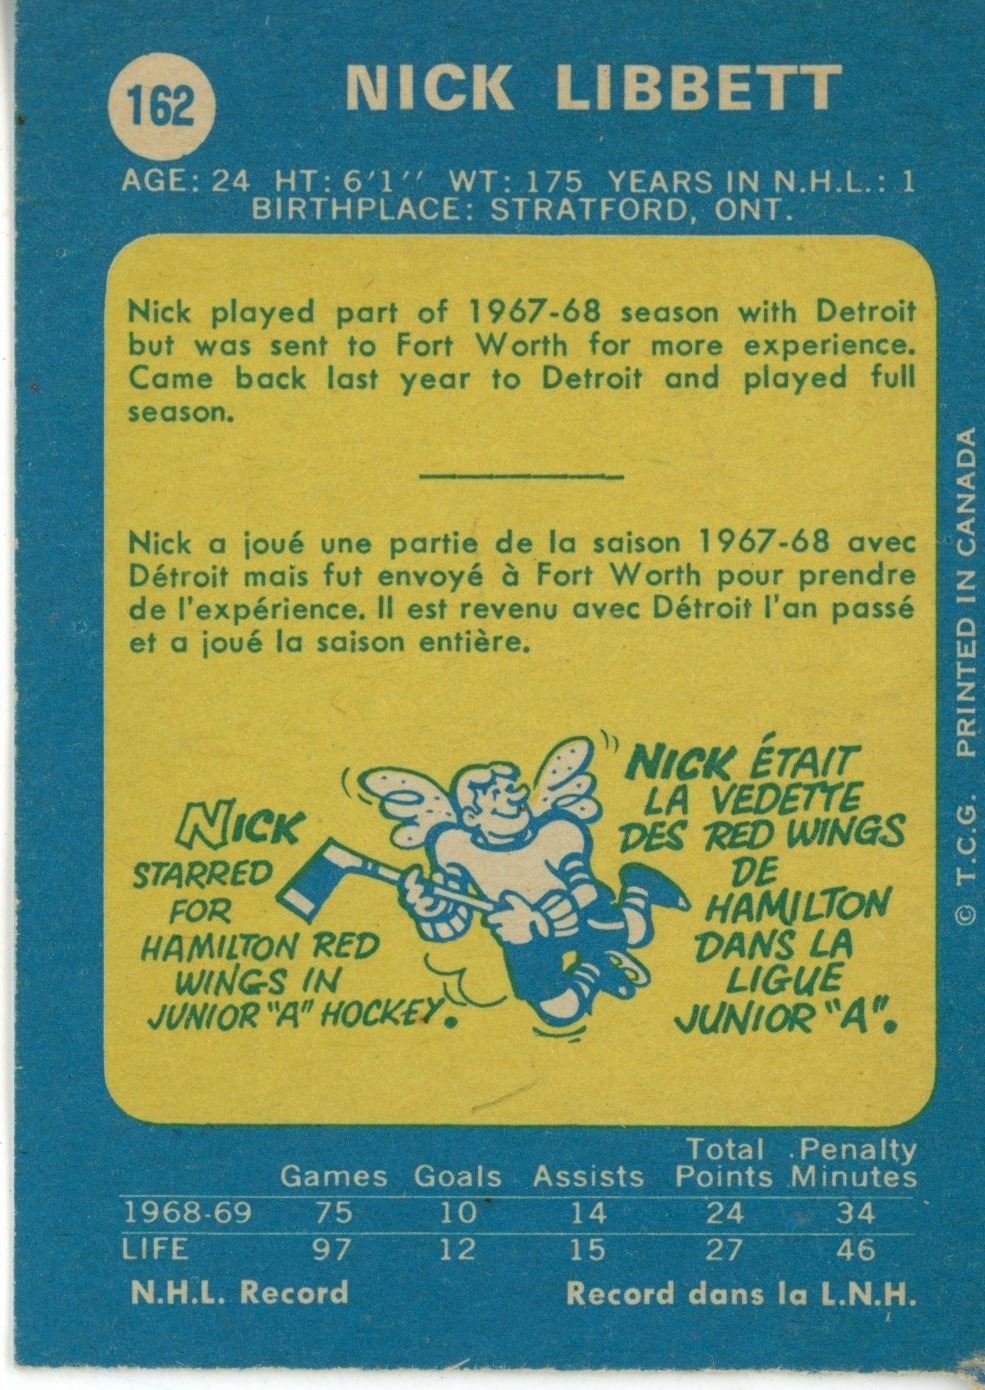 162
NICK LIBBETT
AGE: 24 HT: 6'1'' WT: 175 YEARS IN N.H.L.: 1
BIRTHPLACE: STRATFORD, ONT.
Nick played part of 1967-68 season with Detroit
but was sent to Fort Worth for more experience.
Came back last year to Detroit and played full
season.
Nick a joué une partie de la saison 1967-68 avec
Détroit mais fut envoyé à Fort Worth pour prendre
de l'expérience. Il est revenu avec Détroit l'an passé
et a joué la saison entière.
NICK
STARRED
FOR
HAMILTON RED
WINGS IN
JUNIOR "A" HOCKEY.
NICK ÉTAIT
LA VEDETTE
DES RED WINGS
DE
HAMILTON
DANS LA
LIGUE
JUNIOR "A".
© T.C.G. PRINTED IN CANADA
Total Penalty
Games Goals Assists Points Minutes
1968-69 75 10 14 24 34
LIFE 97 12 15 27 46
N.H.L. Record Record dans la L.N.H.